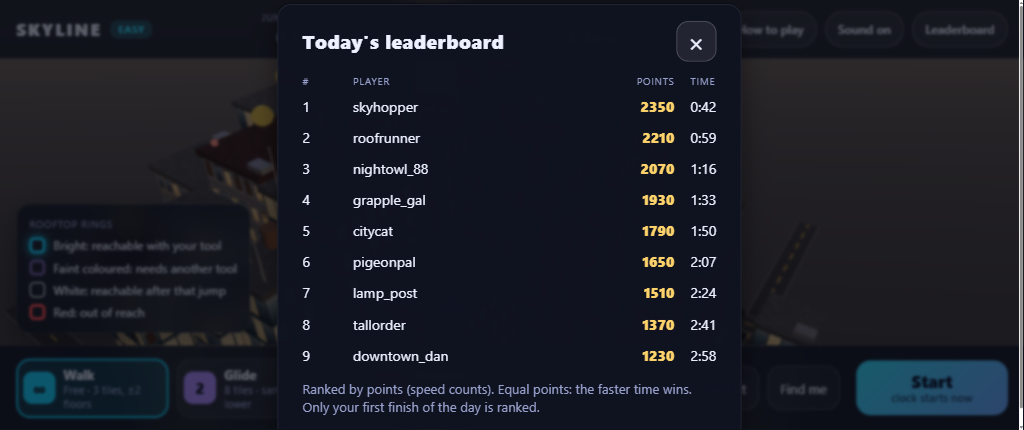 SKYLINE EASY
How to play Sound on Leaderboard
Today's leaderboard
×
# PLAYER POINTS TIME
1 skyhopper 2350 0:42
2 roofrunner 2210 0:59
3 nightowl_88 2070 1:16
4 grapple_gal 1930 1:33
5 citycat 1790 1:50
6 pigeonpal 1650 2:07
7 lamp_post 1510 2:24
8 tallorder 1370 2:41
9 downtown_dan 1230 2:58
Ranked by points (speed counts). Equal points: the faster time wins.
Only your first finish of the day is ranked.
ROOFTOP RINGS
Bright: reachable with your tool
Faint coloured: needs another tool
White: reachable after that jump
Red: out of reach
∞ Walk
Free · 3 tiles, ±2
floors
2 Glide
8 tiles
lower
Find me
Start
clock starts now